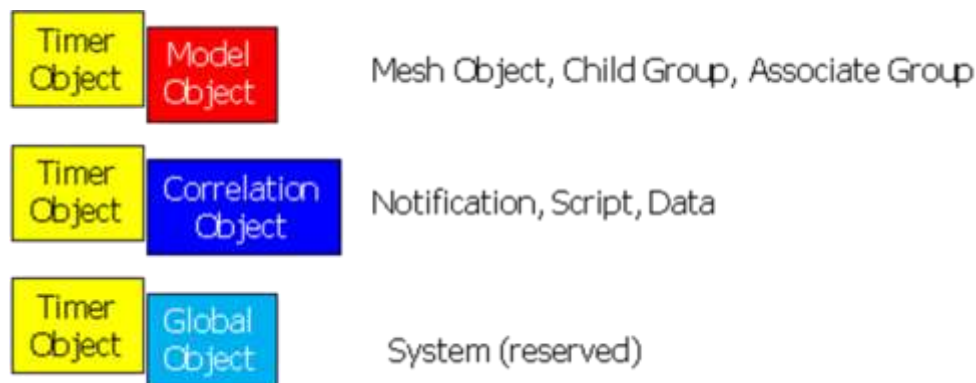 Timer
Object
Model
Object
Mesh Object, Child Group, Associate Group
Timer
Object
Correlation
Object
Notification, Script, Data
Timer
Object
Global
Object
System (reserved)